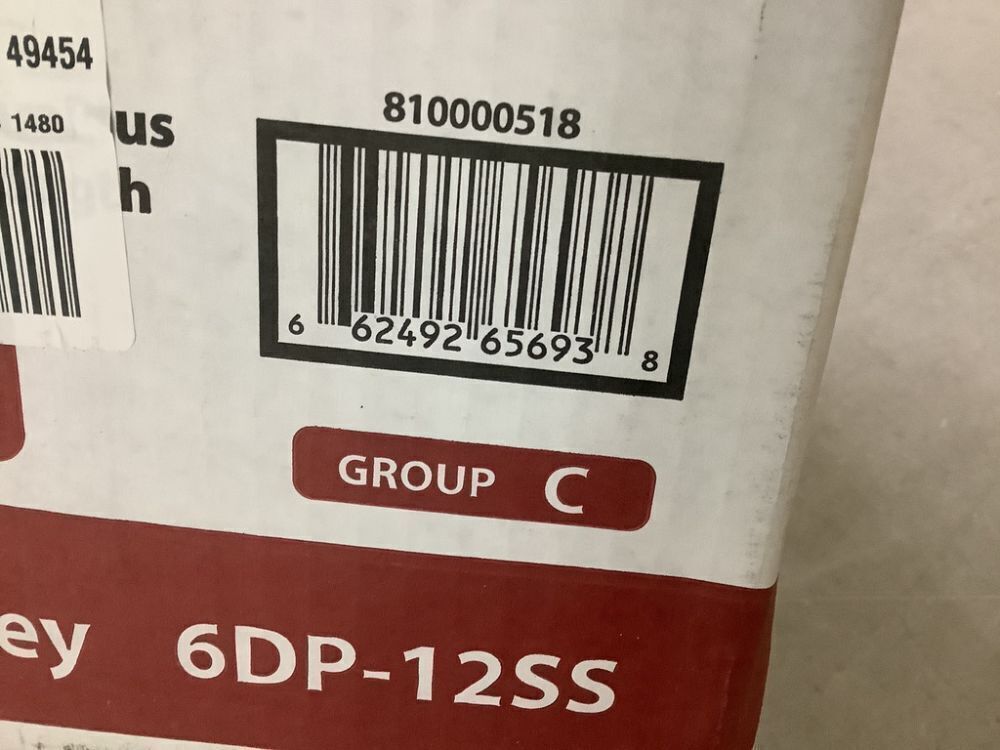 49454
1480
us
h
810000518
6 62492 65693 8
GROUP C
ey 6DP-12SS